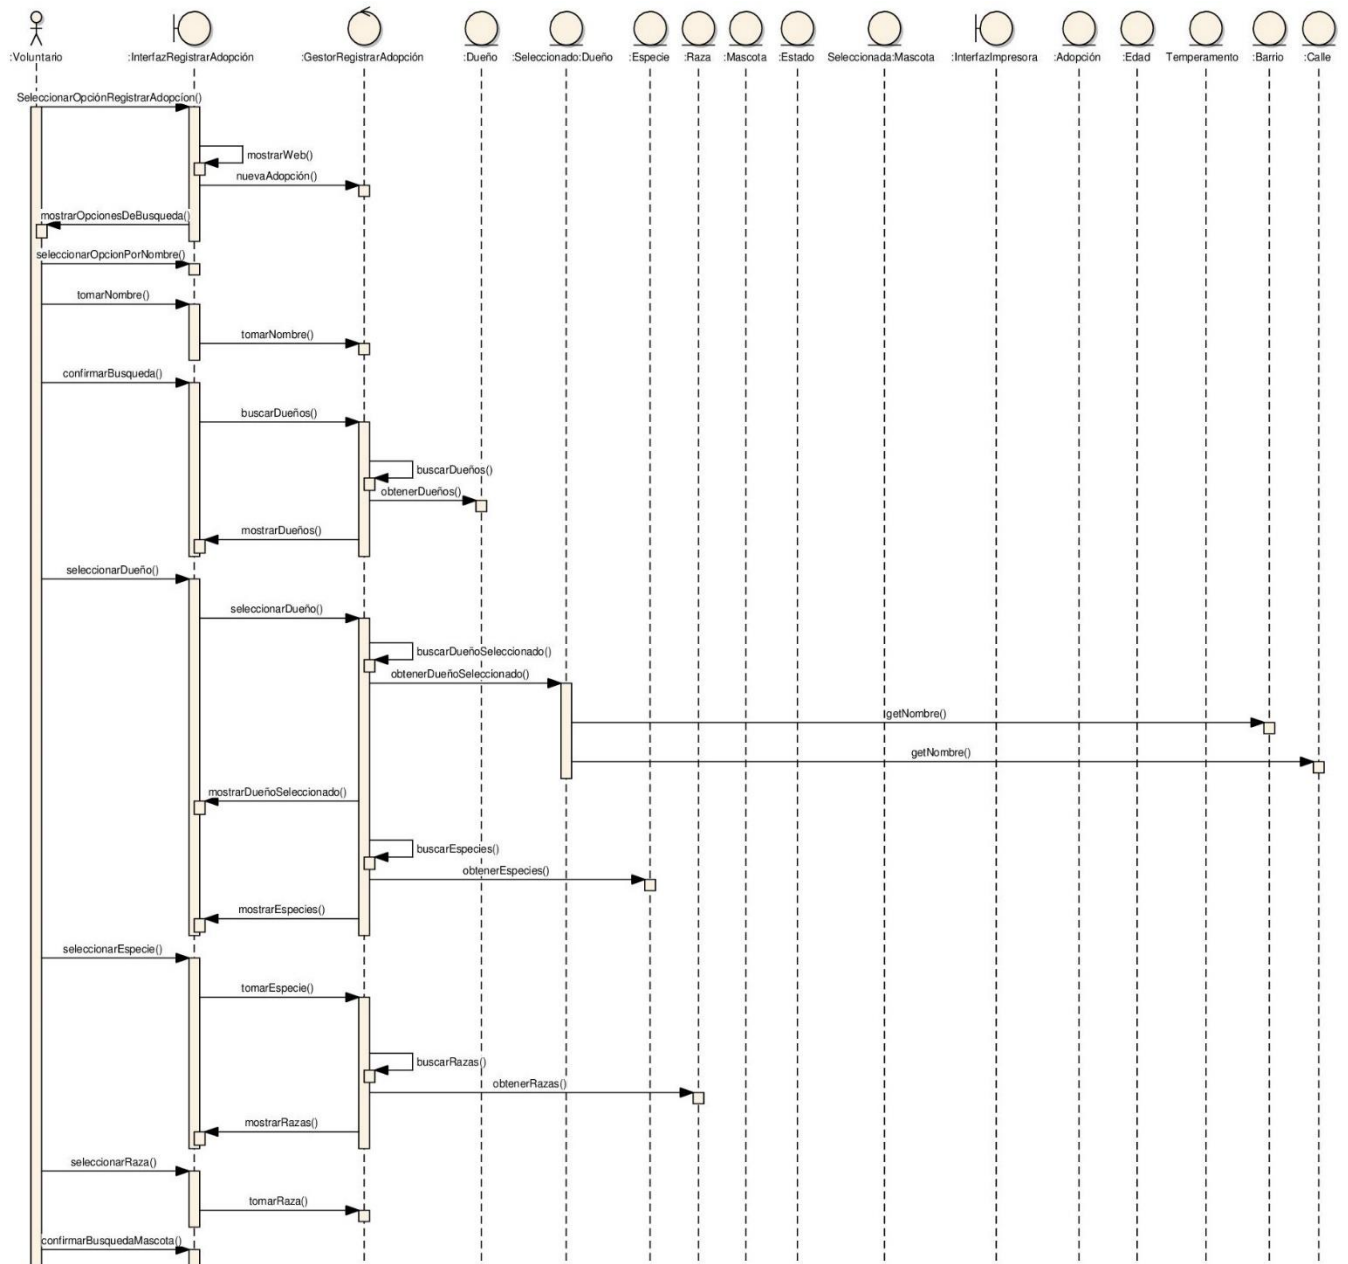 :Voluntario
:InterfazRegistrarAdopción
:GestorRegistrarAdopción
:Dueño
:Seleccionado:Dueño
:Especie
:Raza
:Mascota
:Estado
Seleccionada:Mascota
:InterfazImpresora
:Adopción
:Edad
Temperamento
:Barrio
:Calle
SeleccionarOpciónRegistrarAdopcíon()
mostrarWeb()
nuevaAdopción()
mostrarOpcionesDeBusqueda()
seleccionarOpcionPorNombre()
tomarNombre()
tomarNombre()
confirmarBusqueda()
buscarDueños()
buscarDueños()
obtenerDueños()
mostrarDueños()
seleccionarDueño()
seleccionarDueño()
buscarDueñoSeleccionado()
obtenerDueñoSeleccionado()
getNombre()
getNombre()
mostrarDueñoSeleccionado()
buscarEspecies()
obtenerEspecies()
mostrarEspecies()
seleccionarEspecie()
tomarEspecie()
buscarRazas()
obtenerRazas()
mostrarRazas()
seleccionarRaza()
tomarRaza()
confirmarBusquedaMascota()